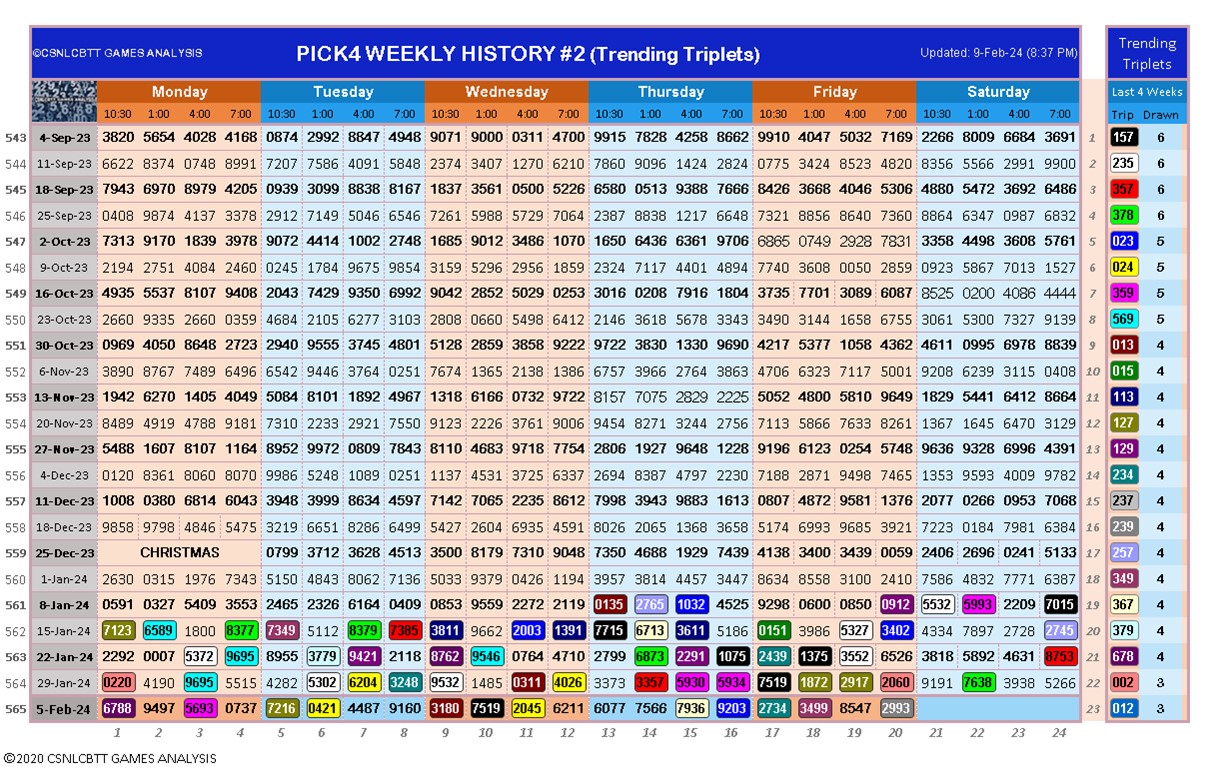 ©CSNLCBTT GAMES ANALYSIS PICK4 WEEKLY HISTORY #2 (Trending Triplets) Updated: 9-Feb-24 (8:37 PM) Trending
Triplets
Monday Tuesday Wednesday Thursday Friday Saturday Last 4 Weeks
10:30 1:00 4:00 7:00 10:30 1:00 4:00 7:00 10:30 1:00 4:00 7:00 10:30 1:00 4:00 7:00 10:30 1:00 4:00 7:00 10:30 1:00 4:00 7:00 Trip Drawn
543 4-Sep-23 3820 5654 4028 4168 0874 2992 8847 4948 9071 9000 0311 4700 9915 7828 4258 8662 9910 4047 5032 7169 2266 8009 6684 3691 1 157 6
544 11-Sep-23 6622 8374 0748 8991 7207 7586 4091 5848 2374 3407 1270 6210 7860 9096 1424 2824 0775 3424 8523 4820 8356 5566 2991 9900 2 235 6
545 18-Sep-23 7943 6970 8979 4205 0939 3099 8838 8167 1837 3561 0500 5226 6580 0513 9388 7666 8426 3668 4046 5306 4880 5472 3692 6486 3 357 6
546 25-Sep-23 0408 9874 4137 3378 2912 7149 5046 6546 7261 5988 5729 7064 2387 8838 1217 6648 7321 8856 8640 7360 8864 6347 0987 6832 4 378 6
547 2-Oct-23 7313 9170 1839 3978 9072 4414 1002 2748 1685 9012 3486 1070 1650 6436 6361 9706 6865 0749 2928 7831 3358 4498 3608 5761 5 023 5
548 9-Oct-23 2194 2751 4084 2460 0245 1784 9675 9854 3159 5296 2956 1859 2324 7117 4401 4894 7740 3608 0050 2859 0923 5867 7013 1527 6 024 5
549 16-Oct-23 4935 5537 8107 9408 2043 7429 9350 6992 9042 2852 5029 0253 3016 0208 7916 1804 3735 7701 3089 6087 8525 0200 4086 4444 7 359 5
550 23-Oct-23 2660 9335 2660 0359 4684 2105 6277 3103 2808 0660 5498 6412 2146 3618 5678 3343 3490 3144 1658 6755 3061 5300 7327 9139 8 569 5
551 30-Oct-23 0969 4050 8648 2723 2940 9555 3745 4801 5128 2859 3858 9222 9722 3830 1330 9690 4217 5377 1058 4362 4611 0995 6978 8839 9 013 4
552 6-Nov-23 3890 8767 7489 6496 6542 9446 3764 0251 7674 1365 2138 1386 6757 3966 2764 3863 4706 6323 7117 5001 9208 6239 3115 0408 10 015 4
553 13-Nov-23 1942 6270 1405 4049 5084 8101 1892 4967 1318 6166 0732 9722 8157 7075 2829 2225 5052 4800 5810 9649 1829 5441 6412 8664 11 113 4
554 20-Nov-23 8489 4919 4788 9181 7310 2233 2921 7550 9123 2226 3761 9006 9454 8271 3244 2756 7113 5866 7633 8261 1367 1645 6470 3129 12 127 4
555 27-Nov-23 5488 1607 8107 1164 8952 9972 0809 7843 8110 4683 9718 7754 2806 1927 9648 1228 9196 6123 0254 5748 9636 9328 6996 4391 13 129 4
556 4-Dec-23 0120 8361 8060 8070 9986 5248 1089 0251 1137 4531 3725 6337 2694 8387 4797 2230 7188 2871 9498 7465 1353 9593 4009 9782 14 234 4
557 11-Dec-23 1008 0380 6814 6043 3948 3999 8634 4597 7142 7065 2235 8612 7998 3943 9883 1613 0807 4872 9581 1376 2077 0266 0953 7068 15 237 4
558 18-Dec-23 9858 9798 4846 5475 3219 6651 8286 6499 5427 2604 6935 4591 8026 2065 1368 3658 5174 6993 9685 3921 7223 0184 7981 6384 16 239 4
559 25-Dec-23 CHRISTMAS 0799 3712 3628 4513 3500 8179 7310 9048 7350 4688 1929 7439 4138 3400 3439 0059 2406 2696 0241 5133 17 257 4
560 1-Jan-24 2630 0315 1976 7343 5150 4843 8062 7136 5033 9379 0426 1194 3957 3814 4457 3447 8634 8558 3100 2410 7586 4832 7771 6387 18 349 4
561 8-Jan-24 0591 0327 5409 3553 2465 2326 6164 0409 0853 9559 2272 2119 0135 2765 1032 4525 9298 0600 0850 0912 5532 5993 2209 7015 19 367 4
562 15-Jan-24 7123 6589 1800 8377 7349 5112 8379 7385 3811 9662 2003 1391 7715 6713 3611 5186 0151 3986 5327 3402 4334 7897 2728 2745 20 379 4
563 22-Jan-24 2292 0007 5372 9695 8955 3779 9421 2118 8762 9546 0764 4710 2799 6873 2291 1075 2439 1375 3552 6526 3818 5892 4631 8753 21 678 4
564 29-Jan-24 0220 4190 9695 5515 4282 5302 6204 3248 9532 1485 0311 4026 3373 3357 5930 5934 7519 1872 2917 2060 9191 7638 3938 5266 22 002 3
565 5-Feb-24 6788 9497 5693 0737 7216 0421 4487 9160 3180 7519 2045 6211 6077 7566 7936 9203 2734 3499 8547 2993 23 012 3
1 2 3 4 5 6 7 8 9 10 11 12 13 14 15 16 17 18 19 20 21 22 23 24
©2020 CSNLCBTT GAMES ANALYSIS